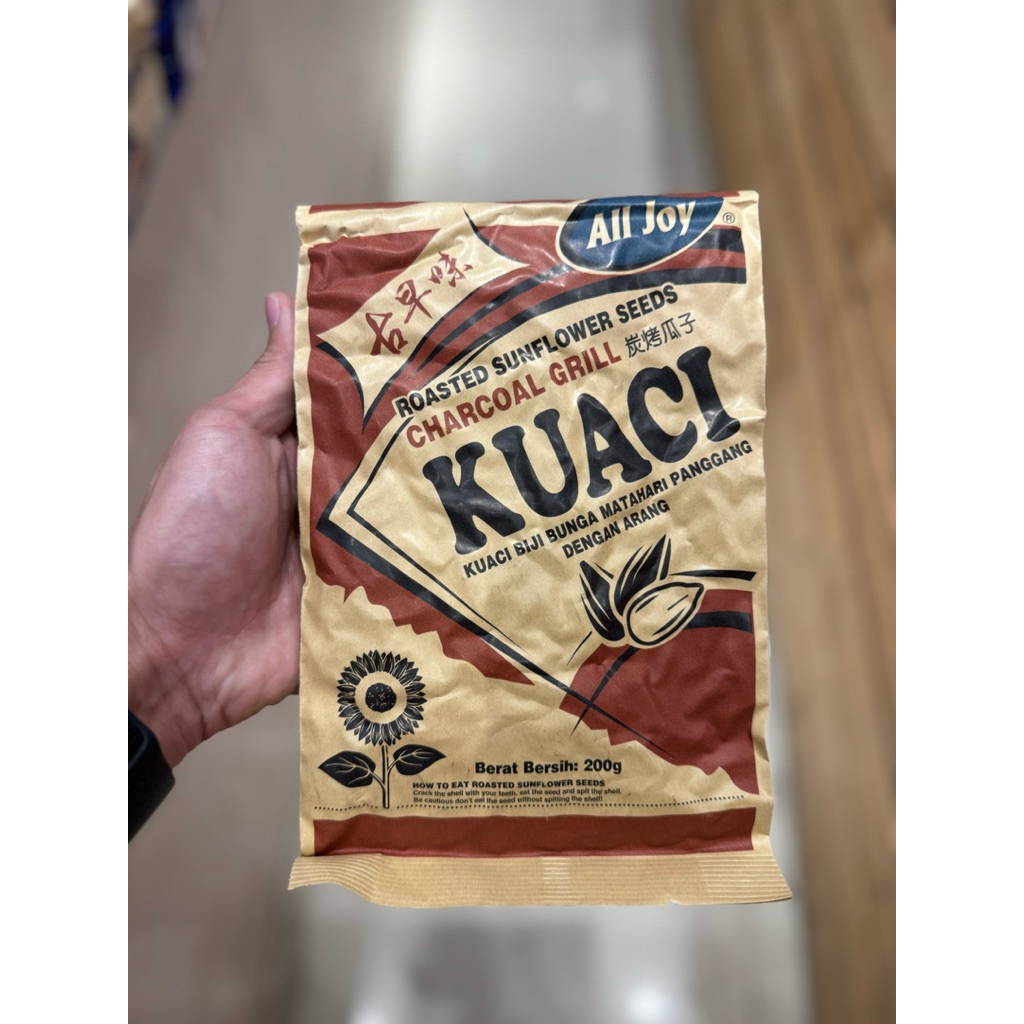 All Joy ®
古早味
ROASTED SUNFLOWER SEEDS
CHARCOAL GRILL 炭烤瓜子
KUACI
KUACI BIJI BUNGA MATAHARI PANGGANG
DENGAN ARANG
Berat Bersih: 200g
HOW TO EAT ROASTED SUNFLOWER SEEDS
Crack the shell with your teeth, eat the seed and spit the shell.
Be cautious don't eat the seed without spitting the shell!